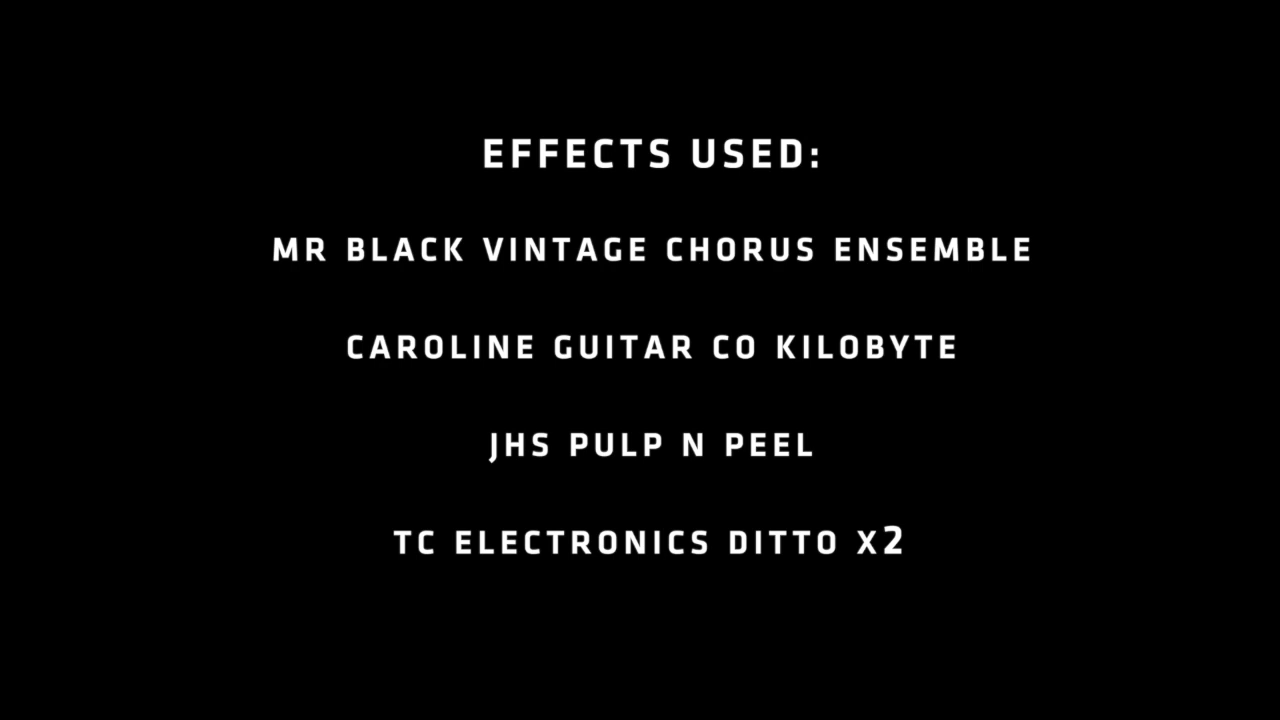 EFFECTS USED:
MR BLACK VINTAGE CHORUS ENSEMBLE
CAROLINE GUITAR CO KILOBYTE
JHS PULP N PEEL
TC ELECTRONICS DITTO X2